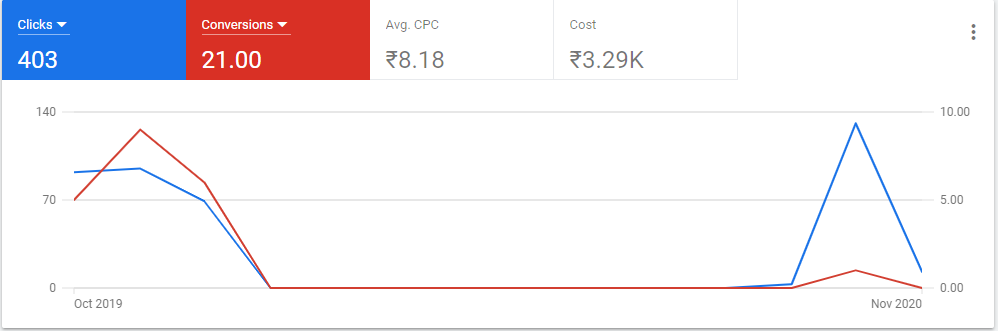 Clicks Conversions Avg. CPC Cost
403 21.00 ₹8.18 ₹3.29K
140 10.00
70 5.00
0 0.00
Oct 2019 Nov 2020